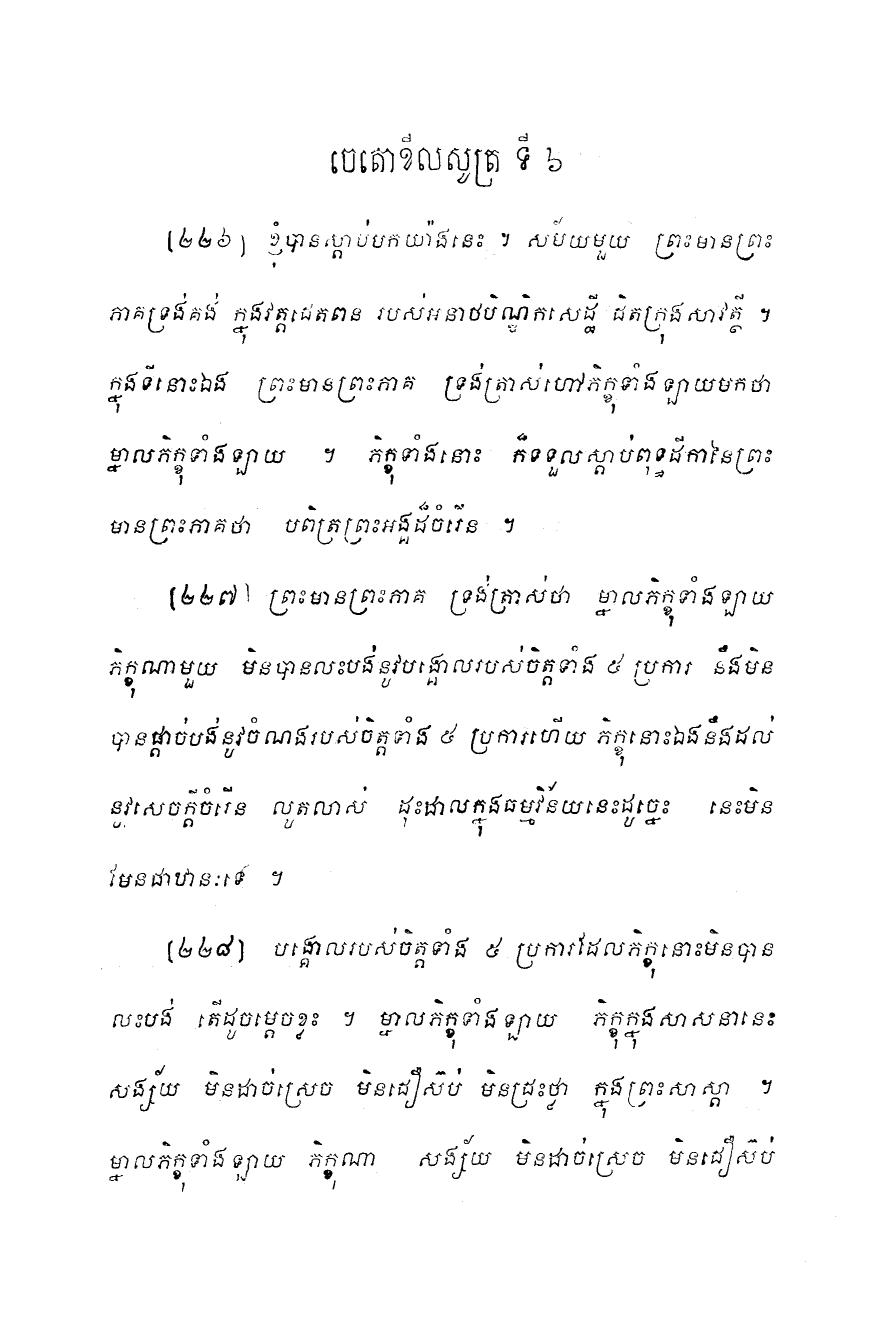 ចេតោខីលសូត្រ ទី ៦
(២២៦) ខ្ញុំបានស្តាប់មកយ៉ាងនេះ ។ សម័យមួយ ព្រះមានព្រះ
ភាគទ្រង់គង់ ក្នុងវត្តជេតពន របស់អនាថបិណ្ឌិកសេដ្ឋី ជិតក្រុងសាវត្ថី ។
ក្នុងទីនោះឯង ព្រះមានព្រះភាគ ទ្រង់ត្រាស់ហៅភិក្ខុទាំងឡាយមកថា
ម្នាលភិក្ខុទាំងឡាយ ។ ភិក្ខុទាំងនោះ ក៏ទទួលស្តាប់ពុទ្ធដីកានៃព្រះ
មានព្រះភាគថា បពិត្រព្រះអង្គដ៏ចំរើន ។
(២២៧) ព្រះមានព្រះភាគ ទ្រង់ត្រាស់ថា ម្នាលភិក្ខុទាំងឡាយ
ភិក្ខុណាមួយ មិនបានលះបង់នូវបង្គោលរបស់ចិត្តទាំង ៥ ប្រការ នឹងមិន
បានផ្តាច់បង់នូវចំណងរបស់ចិត្តទាំង ៥ ប្រការហើយ ភិក្ខុនោះឯងនឹងដល់
នូវសេចក្តីចំរើន លូតលាស់ ដុះដាលក្នុងធម្មវិន័យនេះដូច្នេះ នេះមិន
មែនជាឋានៈទេ ។
(២២៨) បង្គោលរបស់ចិត្តទាំង ៥ ប្រការដែលភិក្ខុនោះមិនបាន
លះបង់ តើដូចម្តេចខ្លះ ។ ម្នាលភិក្ខុទាំងឡាយ ភិក្ខុក្នុងសាសនានេះ
សង្ស័យ មិនដាច់ស្រេច មិនជឿស៊ប់ មិនជ្រះថ្លា ក្នុងព្រះសាស្តា ។
ម្នាលភិក្ខុទាំងឡាយ ភិក្ខុណា សង្ស័យ មិនដាច់ស្រេច មិនជឿស៊ប់